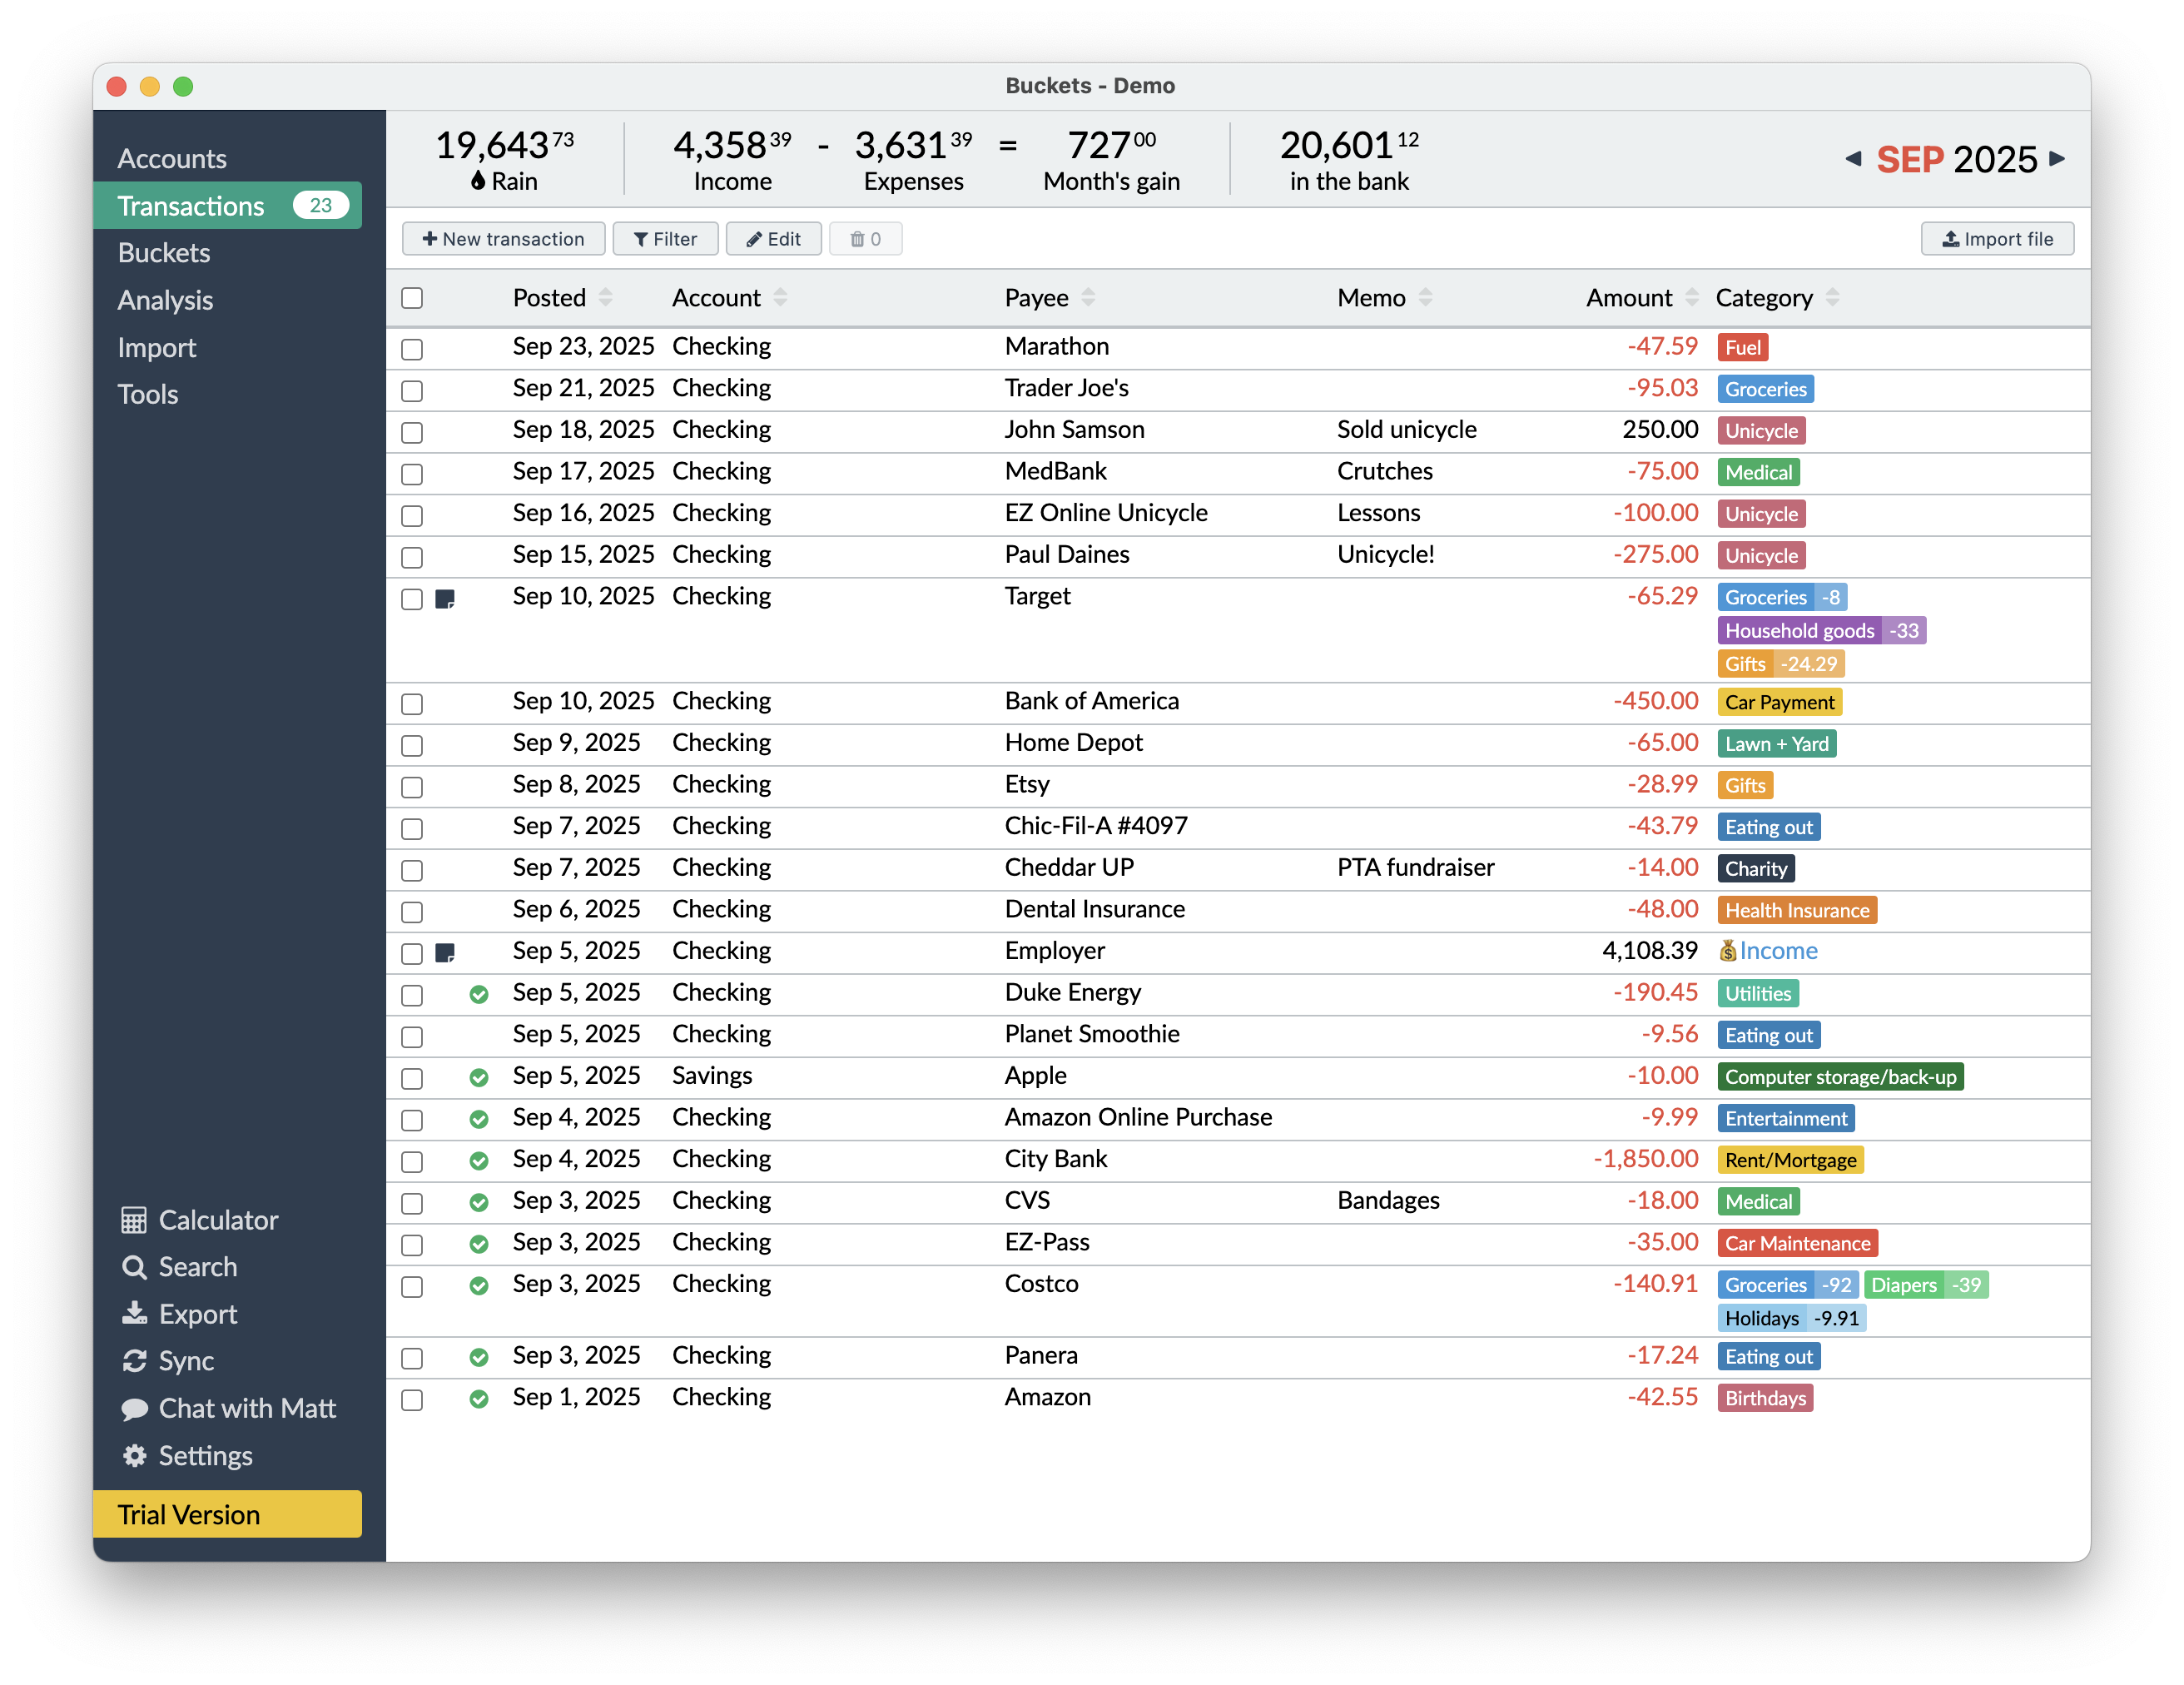 Buckets - Demo
Accounts
Transactions 23
Buckets
Analysis
Import
Tools
Calculator
Search
Export
Sync
Chat with Matt
Settings
Trial Version
19,643 73 4,358 39 - 3,631 39 = 727 00 20,601 12
Rain Income Expenses Month's gain in the bank
SEP 2025
New transaction Filter Edit 0 Import file
Posted Account Payee Memo Amount Category
Sep 23, 2025 Checking Marathon -47.59 Fuel
Sep 21, 2025 Checking Trader Joe's -95.03 Groceries
Sep 18, 2025 Checking John Samson Sold unicycle 250.00 Unicycle
Sep 17, 2025 Checking MedBank Crutches -75.00 Medical
Sep 16, 2025 Checking EZ Online Unicycle Lessons -100.00 Unicycle
Sep 15, 2025 Checking Paul Daines Unicycle! -275.00 Unicycle
Sep 10, 2025 Checking Target -65.29 Groceries -8
Household goods -33
Gifts -24.29
Sep 10, 2025 Checking Bank of America -450.00 Car Payment
Sep 9, 2025 Checking Home Depot -65.00 Lawn + Yard
Sep 8, 2025 Checking Etsy -28.99 Gifts
Sep 7, 2025 Checking Chic-Fil-A #4097 -43.79 Eating out
Sep 7, 2025 Checking Cheddar UP PTA fundraiser -14.00 Charity
Sep 6, 2025 Checking Dental Insurance -48.00 Health Insurance
Sep 5, 2025 Checking Employer 4,108.39 💰Income
Sep 5, 2025 Checking Duke Energy -190.45 Utilities
Sep 5, 2025 Checking Planet Smoothie -9.56 Eating out
Sep 5, 2025 Savings Apple -10.00 Computer storage/back-up
Sep 4, 2025 Checking Amazon Online Purchase -9.99 Entertainment
Sep 4, 2025 Checking City Bank -1,850.00 Rent/Mortgage
Sep 3, 2025 Checking CVS Bandages -18.00 Medical
Sep 3, 2025 Checking EZ-Pass -35.00 Car Maintenance
Sep 3, 2025 Checking Costco -140.91 Groceries -92 Diapers -39
Holidays -9.91
Sep 3, 2025 Checking Panera -17.24 Eating out
Sep 1, 2025 Checking Amazon -42.55 Birthdays